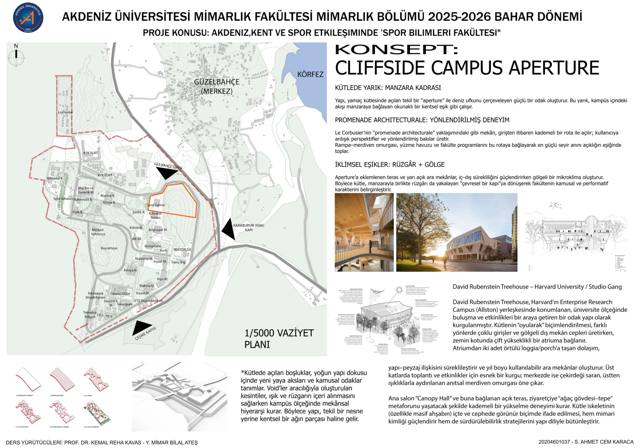 AKDENİZ ÜNİVERSİTESİ MİMARLIK FAKÜLTESİ MİMARLIK BÖLÜMÜ 2025-2026 BAHAR DÖNEMİ
PROJE KONUSU: AKDENİZ,KENT VE SPOR ETKİLEŞİMİNDE 'SPOR BILIMLERI FAKULTESI"
N
GÜZELBAHÇE
(MERKEZ)
KÖRFEZ
1/5000 VAZİYET
PLANI
KONSEPT:
CLIFFSIDE CAMPUS APERTURE
KÜTLEDE YARIK: MANZARA KADRASI
Yapı, yamaç kütlesinde açılan tekil bir "aperture" ile deniz ufkunu çerçeveleyen güçlü bir odak oluşturur. Bu yarık, kampüs içindeki
akışı manzaraya bağlayan okunaklı bir kentsel eşik gibi çalışır.
PROMENADE ARCHITECTURALE: YÖNLENDİRİLMİŞ DENEYİM
Le Corbusier'nin "promenade architecturale" yaklaşımındaki gibi mekân, girişten itibaren kademeli bir rota ile açılır; kullanıcıya
ardışık perspektifler ve yönlendirilmiş bakılar üretir.
Rampa-merdiven omurgası, yüzme havuzu ve fakülte programlarını bu rotaya bağlayarak en güçlü seyir anını açıklığın eşiğinde
toplar.
İKLİMSEL EŞİKLER: RÜZGÂR + GÖLGE
Aperture'a eklemlenen teras ve yarı açık ara mekânlar, iç-dış sürekliliğini güçlendirirken gölgeli bir mikroklima oluşturur.
Böylece kütle, manzarayla birlikte rüzgârı da yakalayan "çevresel bir kapı"ya dönüşerek fakültenin kamusal ve performatif
karakterini belirginleştirir.
David Rubenstein Treehouse – Harvard University / Studio Gang
David Rubenstein Treehouse, Harvard'ın Enterprise Research
Campus (Allston) yerleşkesinde konumlanan, üniversite ölçeğinde
buluşma ve etkinlikleri bir araya getiren bir odak yapı olarak
kurgulanmıştır. Kütlenin "oyularak" biçimlendirilmesi, farklı
yönlerde çoklu girişler ve gölgeli dış mekân cepleri üretirken,
zemin kotunda çift yükseklikli bir atriyuma bağlanır.
Atriumdan iki adet örtülü loggia/porch'a taşan dolaşım,
yapı–peyzaj ilişkisini süreklileştirir ve yıl boyu kullanılabilir ara mekânlar oluşturur. Üst
katlarda toplantı ve etkinlikler için esnek bir kurgu; merkezde ise çekirdeği saran, üstten
ışıklıklarla aydınlanan anıtsal merdiven omurgası öne çıkar.
Ana salon "Canopy Hall" ve buna bağlanan açık teras, ziyaretçiye "ağaç gövdesi–tepe"
metaforunu yaşatacak şekilde kademeli bir yükselme deneyimi kurar. Kütle iskeletinin
(özellikle masif ahşabın) içte ve cephede görünür biçimde ifade edilmesi, hem mimari
kimliği güçlendirir hem de sürdürülebilirlik stratejilerini yapı diliyle bütünleştirir.
*Kütlede açılan boşluklar, yoğun yapı dokusu
içinde yeni yaya aksları ve kamusal odaklar
tanımlar. Void'ler aracılığıyla oluşturulan
kesintiler, ışık ve rüzgarın içeri alınmasını
sağlarken kampüs ölçeğinde mekânsal
hiyerarşi kurar. Böylece yapı, tekil bir nesne
yerine kentsel bir ağın parçası haline gelir.
DERS YÜRÜTÜCÜLERI: PROF. DR. KEMAL REHA KAVAS - Y. MİMAR BİLAL ATEŞ
20204601037 - S. AHMET CEM KARACA